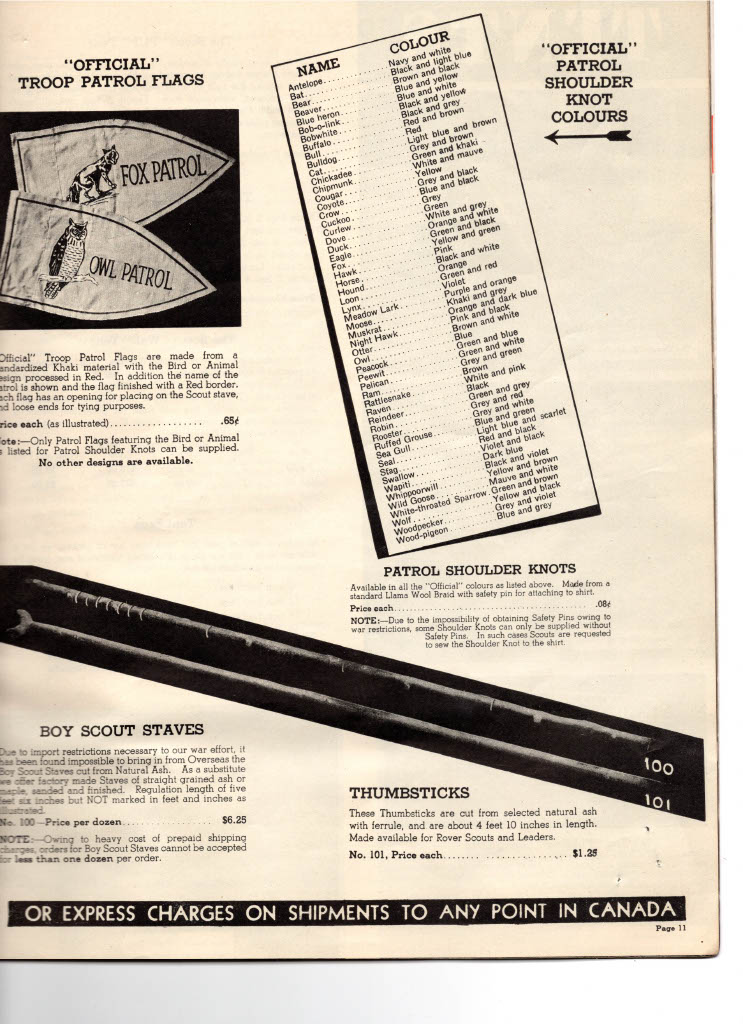 "OFFICIAL"
TROOP PATROL FLAGS
FOX PATROL
OWL PATROL
Official" Troop Patrol Flags are made from a
standardized Khaki material with the Bird or Animal
design processed in Red. In addition the name of the
patrol is shown and the flag finished with a Red border.
Each flag has an opening for placing on the Scout stave,
and loose ends for tying purposes.
Price each (as illustrated).................... .65¢
Note:—Only Patrol Flags featuring the Bird or Animal
as listed for Patrol Shoulder Knots can be supplied.
No other designs are available.
NAME COLOUR
Antelope Navy and white
Bat Black and light blue
Bear Brown and black
Beaver Blue and yellow
Blue heron Blue and white
Bob-o-link Black and yellow
Bobwhite Black and grey
Buffalo Red and brown
Bull Red
Bulldog Light blue and brown
Cat Grey and brown
Chickadee Green and khaki
Chipmunk White and mauve
Cougar Yellow
Coyote Grey and black
Crow Blue and black
Cuckoo Grey
Curlew Green
Dove White and grey
Duck Orange and white
Eagle Green and black
Fox Yellow and green
Hawk Pink
Horse Black and white
Hound Orange
Loon Green and red
Lynx Violet
Meadow Lark Purple and orange
Moose Khaki and grey
Muskrat Orange and dark blue
Night Hawk Pink and black
Otter Brown and white
Owl Blue
Peacock Green and blue
Peewit Green and white
Pelican Grey and green
Ram Brown
Rattlesnake White and pink
Raven Black
Reindeer Green and grey
Robin Grey and red
Rooster Grey and white
Ruffed Grouse Blue and green
Sea Gull Light blue and scarlet
Seal Red and black
Stag Violet and black
Swallow Dark blue
Wapiti Black and violet
Whippoorwill Yellow and brown
Wild Goose Mauve and white
White-throated Sparrow Green and brown
Wolf Yellow and black
Woodpecker Grey and violet
Wood-pigeon Blue and grey
"OFFICIAL"
PATROL
SHOULDER
KNOT
COLOURS
PATROL SHOULDER KNOTS
Available in all the "Official" colours as listed above. Made from a
standard Llama Wool Braid with safety pin for attaching to shirt.
Price each.................... .08¢
NOTE:—Due to the impossibility of obtaining Safety Pins owing to
war restrictions, some Shoulder Knots can only be supplied without
Safety Pins. In such cases Scouts are requested
to sew the Shoulder Knot to the shirt.
100
101
BOY SCOUT STAVES
Due to import restrictions necessary to our war effort, it
has been found impossible to bring in from Overseas the
Boy Scout Staves cut from Natural Ash. As a substitute
we offer factory made Staves of straight grained ash or
maple, sanded and finished. Regulation length of five
feet six inches but NOT marked in feet and inches as
illustrated.
No. 100—Price per dozen.................... $6.25
NOTE:—Owing to heavy cost of prepaid shipping
charges, orders for Boy Scout Staves cannot be accepted
for less than one dozen per order.
THUMBSTICKS
These Thumbsticks are cut from selected natural ash
with ferrule, and are about 4 feet 10 inches in length.
Made available for Rover Scouts and Leaders.
No. 101, Price each.................... $1.25
OR EXPRESS CHARGES ON SHIPMENTS TO ANY POINT IN CANADA
Page 11